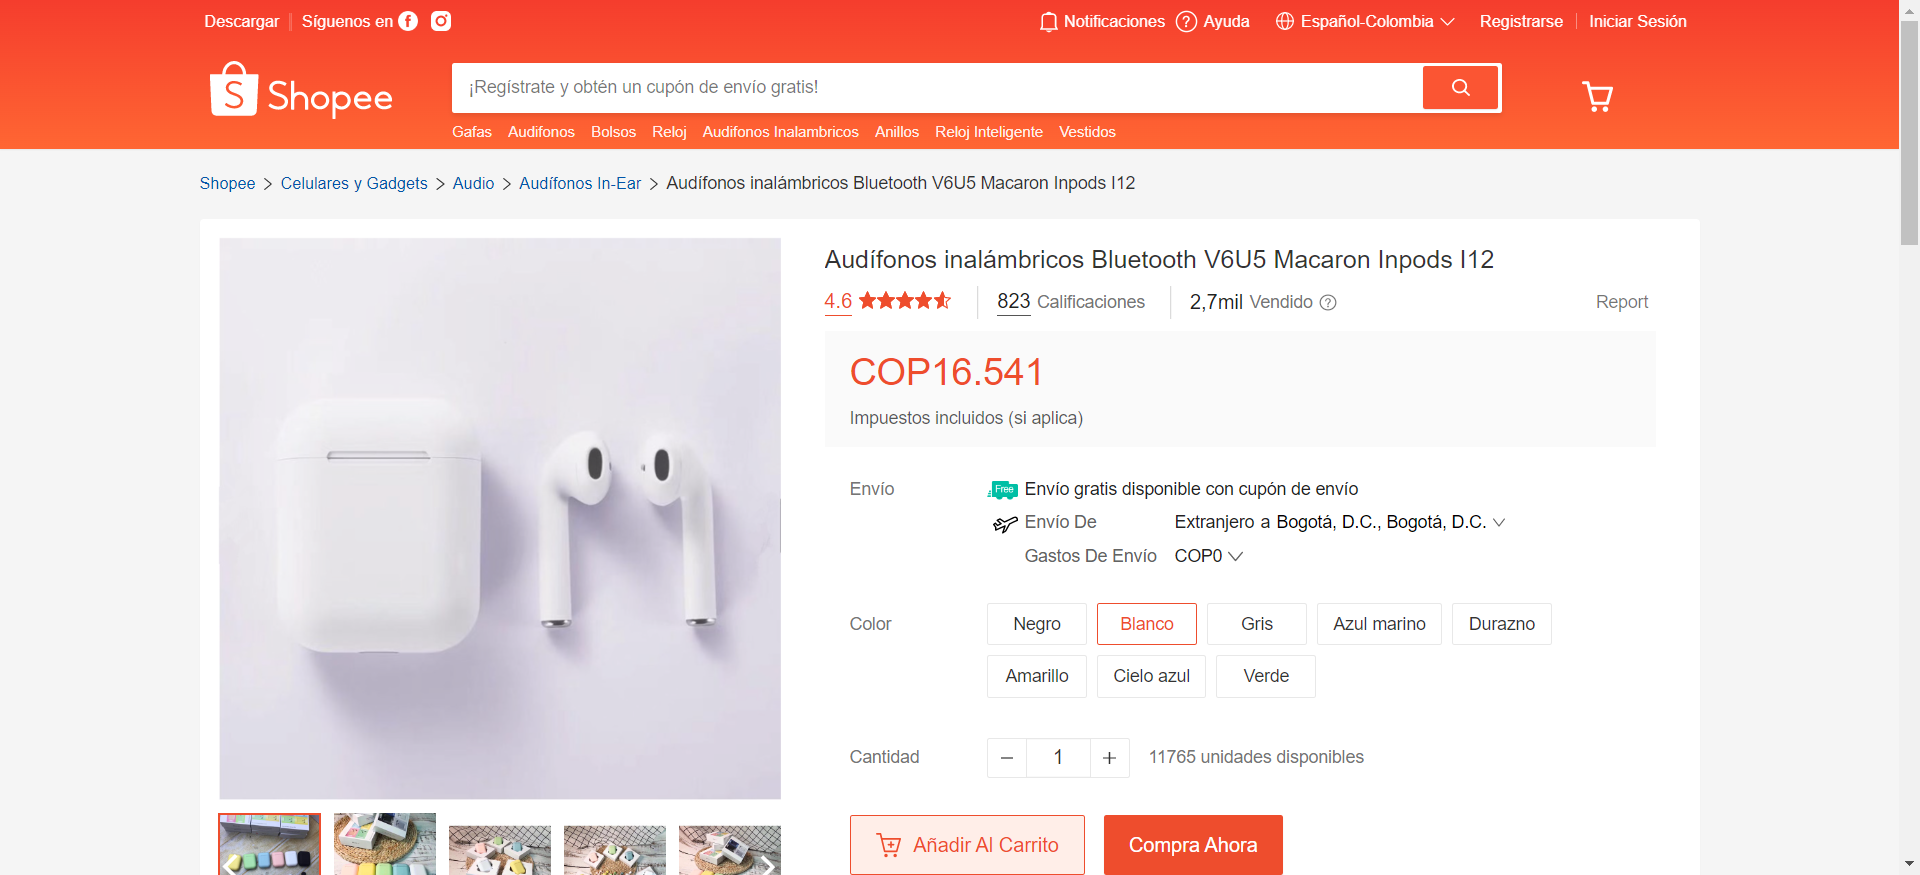 Descargar Síguenos en
Notificaciones Ayuda Español-Colombia Registrarse Iniciar Sesión
Shopee
¡Regístrate y obtén un cupón de envío gratis!
Gafas Audifonos Bolsos Reloj Audifonos Inalambricos Anillos Reloj Inteligente Vestidos
Shopee > Celulares y Gadgets > Audio > Audífonos In-Ear > Audífonos inalámbricos Bluetooth V6U5 Macaron Inpods I12
Audífonos inalámbricos Bluetooth V6U5 Macaron Inpods I12
4.6 823 Calificaciones 2,7mil Vendido Report
COP16.541
Impuestos incluidos (si aplica)
Envío Free Envío gratis disponible con cupón de envío
Envío De Extranjero a Bogotá, D.C., Bogotá, D.C.
Gastos De Envío COP0
Color Negro Blanco Gris Azul marino Durazno
Amarillo Cielo azul Verde
Cantidad 1 11765 unidades disponibles
Añadir Al Carrito Compra Ahora